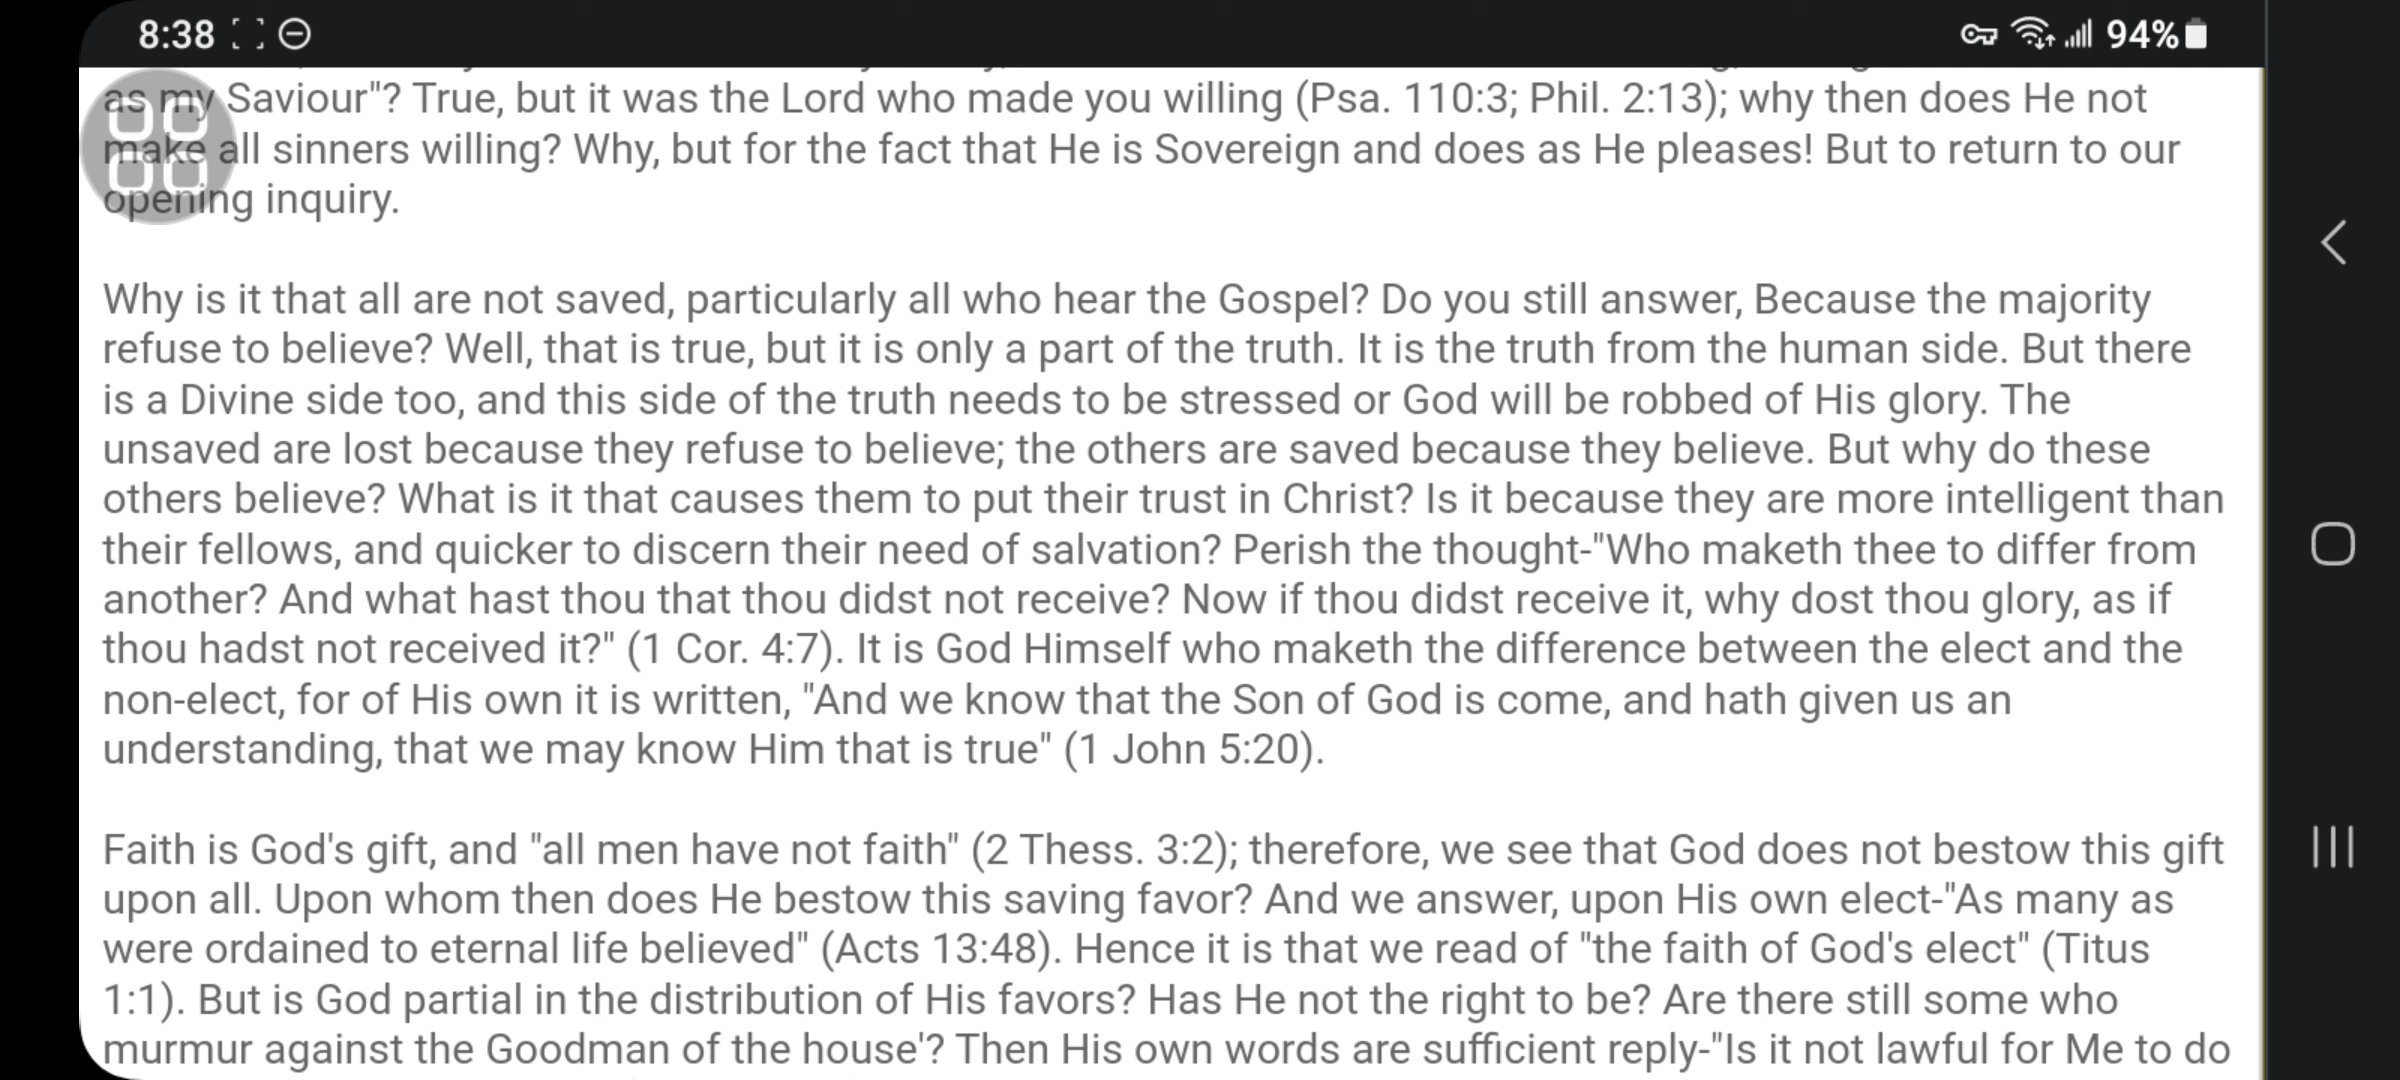 8:38
94%
as my Saviour"? True, but it was the Lord who made you willing (Psa. 110:3; Phil. 2:13); why then does He not
make all sinners willing? Why, but for the fact that He is Sovereign and does as He pleases! But to return to our
opening inquiry.
Why is it that all are not saved, particularly all who hear the Gospel? Do you still answer, Because the majority
refuse to believe? Well, that is true, but it is only a part of the truth. It is the truth from the human side. But there
is a Divine side too, and this side of the truth needs to be stressed or God will be robbed of His glory. The
unsaved are lost because they refuse to believe; the others are saved because they believe. But why do these
others believe? What is it that causes them to put their trust in Christ? Is it because they are more intelligent than
their fellows, and quicker to discern their need of salvation? Perish the thought-"Who maketh thee to differ from
another? And what hast thou that thou didst not receive? Now if thou didst receive it, why dost thou glory, as if
thou hadst not received it?" (1 Cor. 4:7). It is God Himself who maketh the difference between the elect and the
non-elect, for of His own it is written, "And we know that the Son of God is come, and hath given us an
understanding, that we may know Him that is true" (1 John 5:20).
Faith is God's gift, and "all men have not faith" (2 Thess. 3:2); therefore, we see that God does not bestow this gift
upon all. Upon whom then does He bestow this saving favor? And we answer, upon His own elect-"As many as
were ordained to eternal life believed" (Acts 13:48). Hence it is that we read of "the faith of God's elect" (Titus
1:1). But is God partial in the distribution of His favors? Has He not the right to be? Are there still some who
murmur against the Goodman of the house'? Then His own words are sufficient reply-"Is it not lawful for Me to do